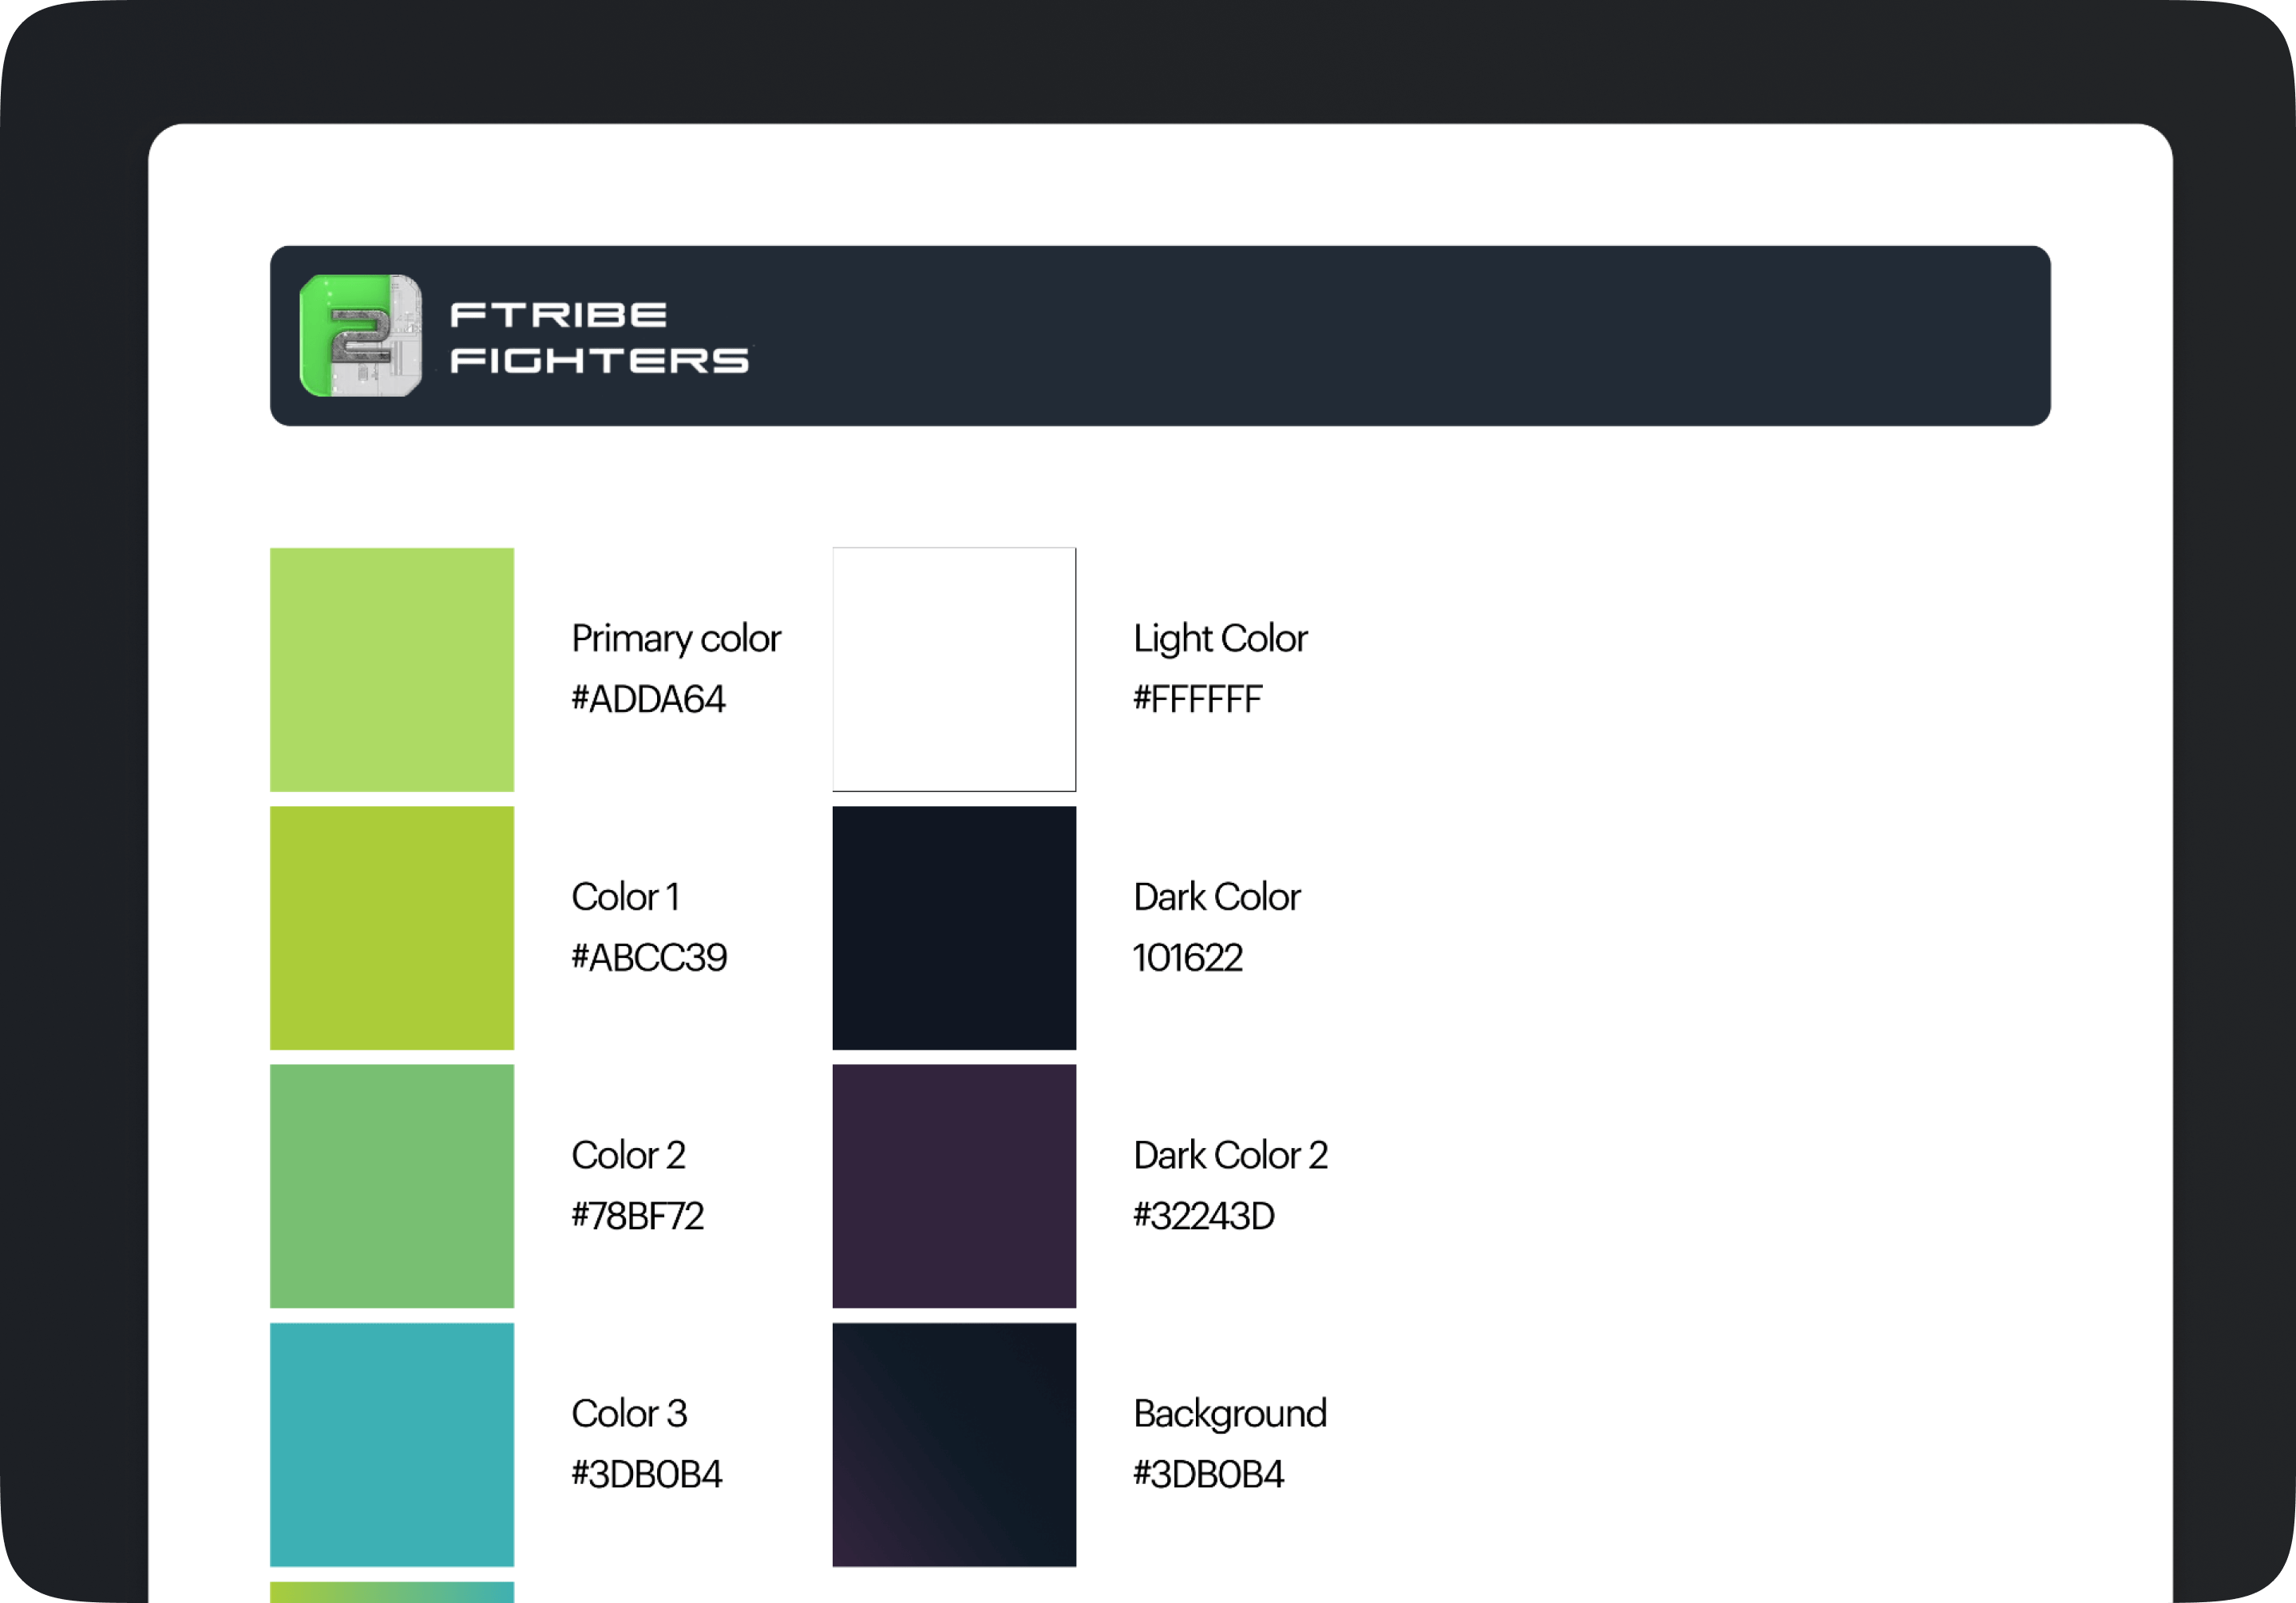 F2
FTRIBE
FIGHTERS
Primary color
#ADDA64
Light Color
#FFFFFF
Color 1
#ABCC39
Dark Color
101622
Color 2
#78BF72
Dark Color 2
#32243D
Color 3
#3DB0B4
Background
#3DB0B4